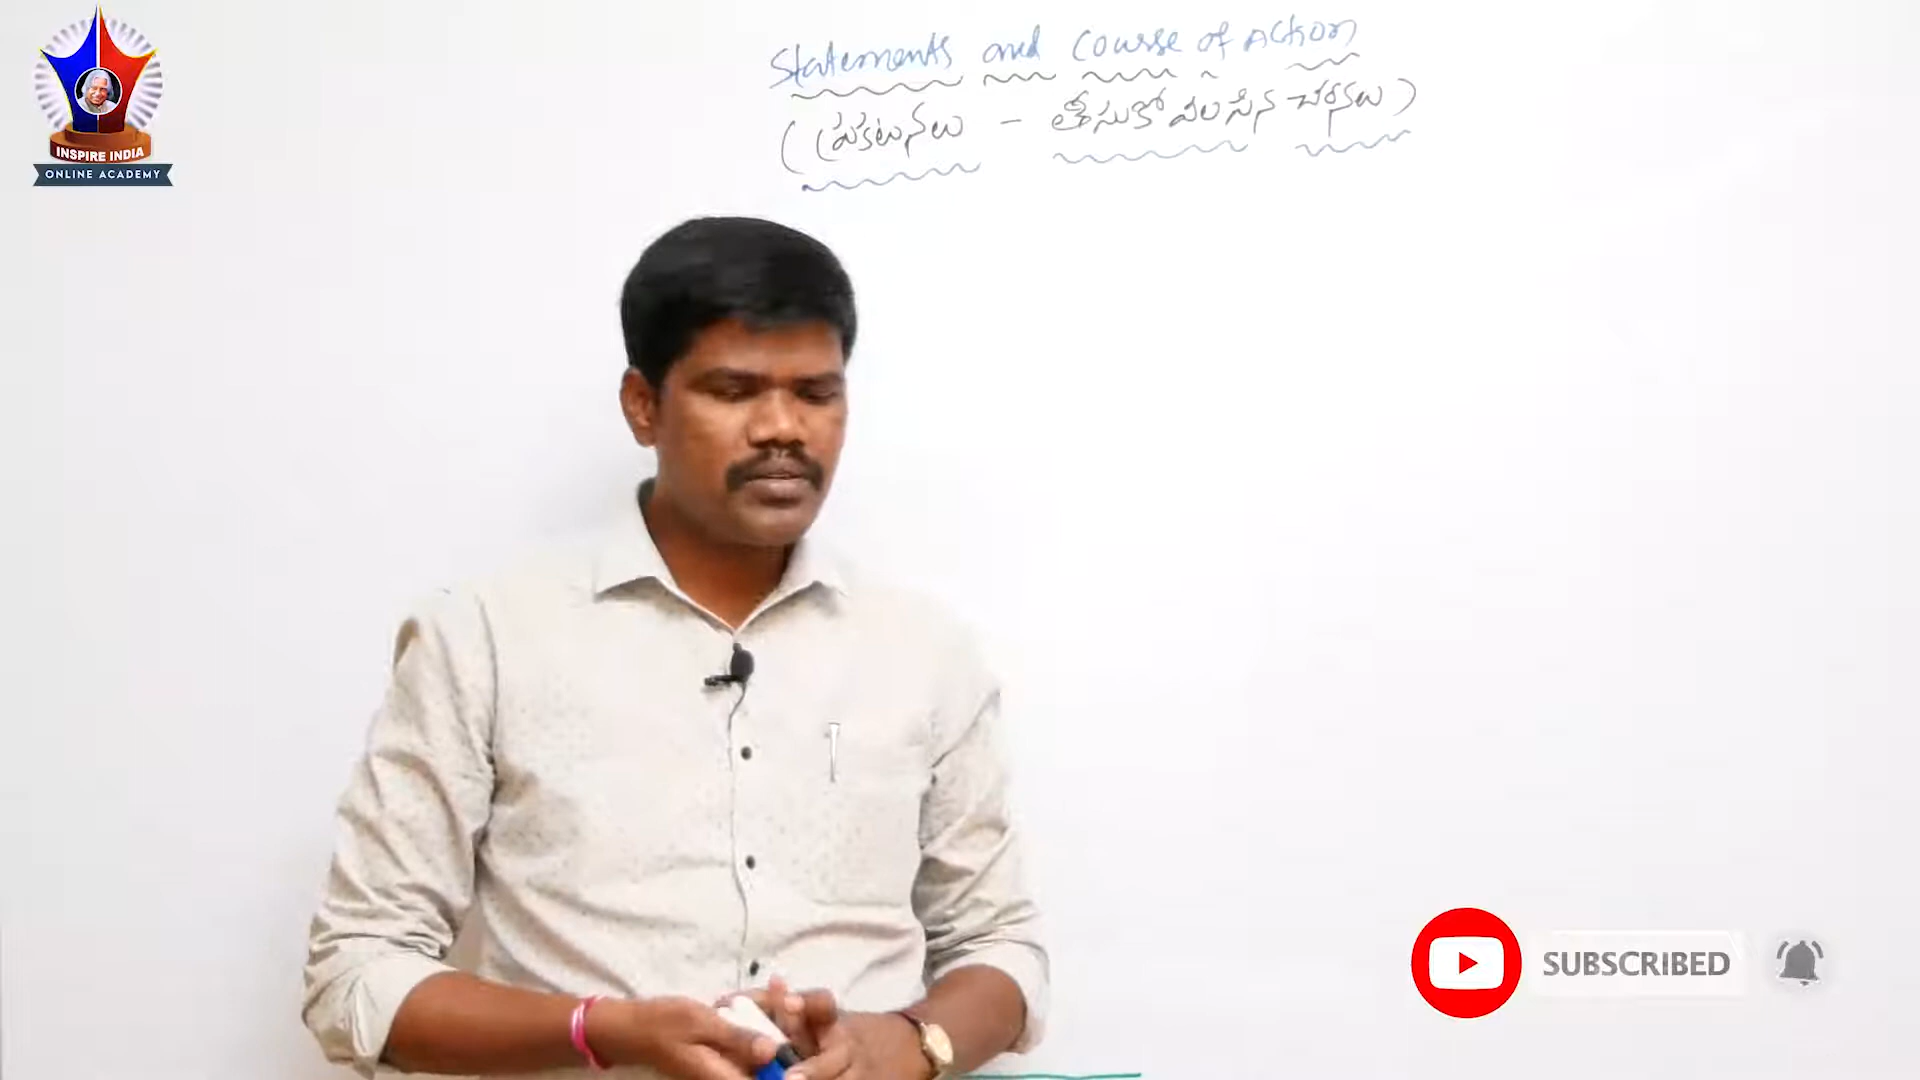 INSPIRE INDIA
ONLINE ACADEMY
Statements and Course of Action
(ప్రకటనలు - తీసుకోవలసిన చర్యలు)
SUBSCRIBED